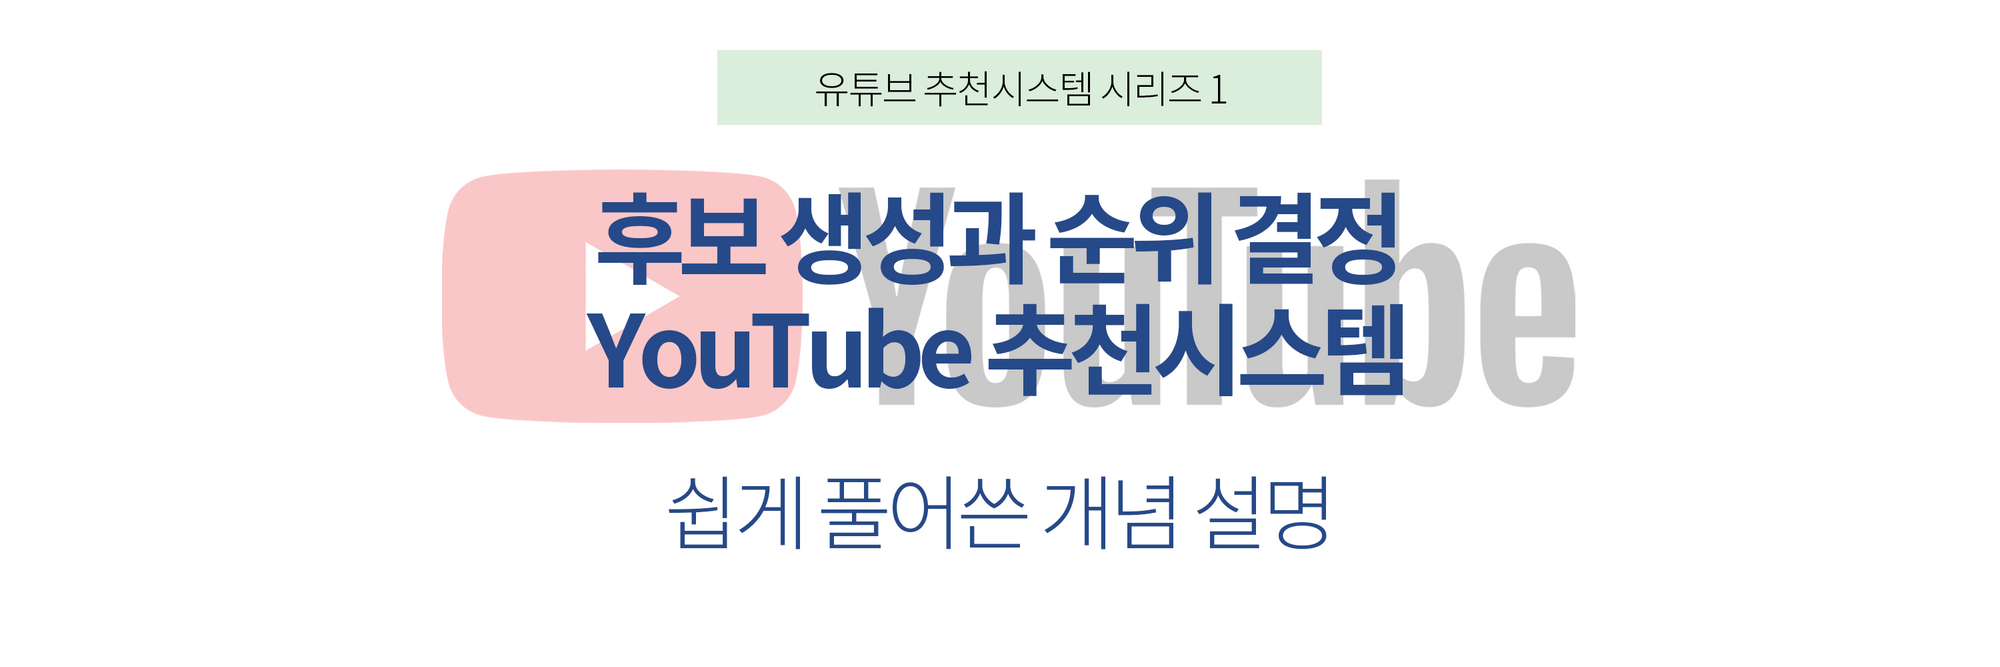 유튜브 추천시스템 시리즈 1
YouTube
후보 생성과 순위 결정
YouTube 추천시스템
쉽게 풀어쓴 개념 설명